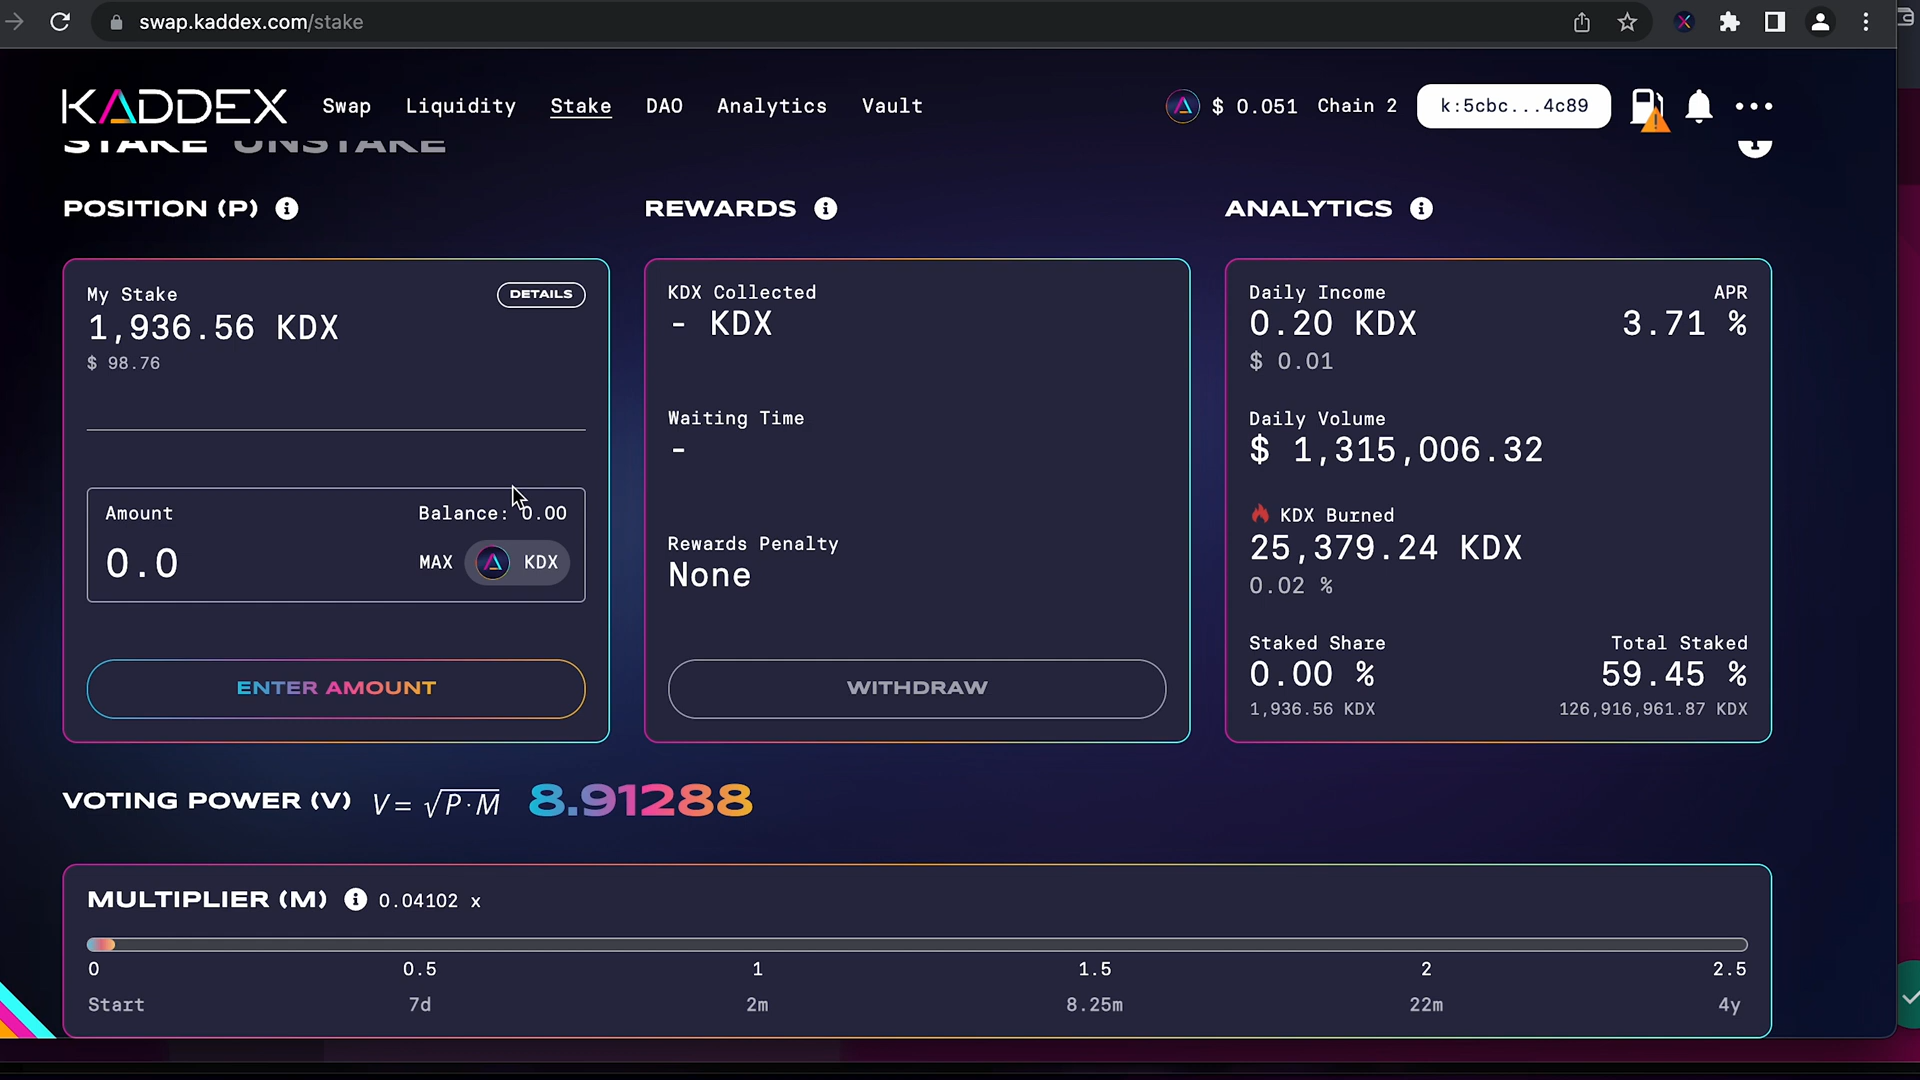 swap.kaddex.com/stake
KADDEX Swap Liquidity Stake DAO Analytics Vault $ 0.051 Chain 2 k:5cbc...4c89
STAKE UNSTAKE
POSITION (P)
My Stake DETAILS
1,936.56 KDX
$ 98.76
Amount Balance: 0.00
0.0 MAX KDX
ENTER AMOUNT
REWARDS
KDX Collected
- KDX
Waiting Time
-
Rewards Penalty
None
WITHDRAW
ANALYTICS
Daily Income APR
0.20 KDX 3.71 %
$ 0.01
Daily Volume
$ 1,315,006.32
KDX Burned
25,379.24 KDX
0.02 %
Staked Share Total Staked
0.00 % 59.45 %
1,936.56 KDX 126,916,961.87 KDX
VOTING POWER (V) V = √P·M 8.91288
MULTIPLIER (M) 0.04102 x
0 0.5 1 1.5 2 2.5
Start 7d 2m 8.25m 22m 4y